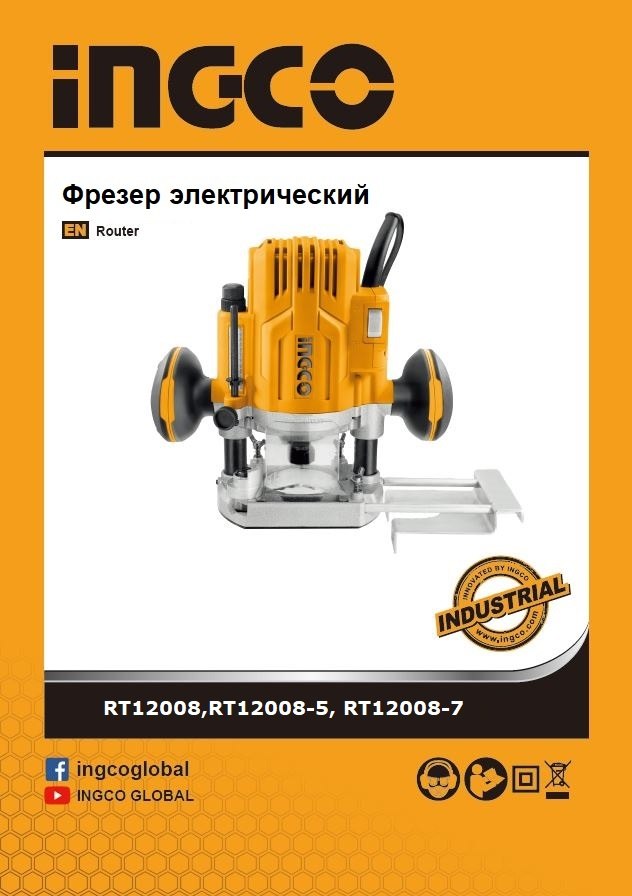 INGCO
Фрезер электрический
EN Router
INGCO
INNOVATED BY INGCO
INDUSTRIAL
www.ingco.com
RT12008,RT12008-5, RT12008-7
ingcoglobal
INGCO GLOBAL